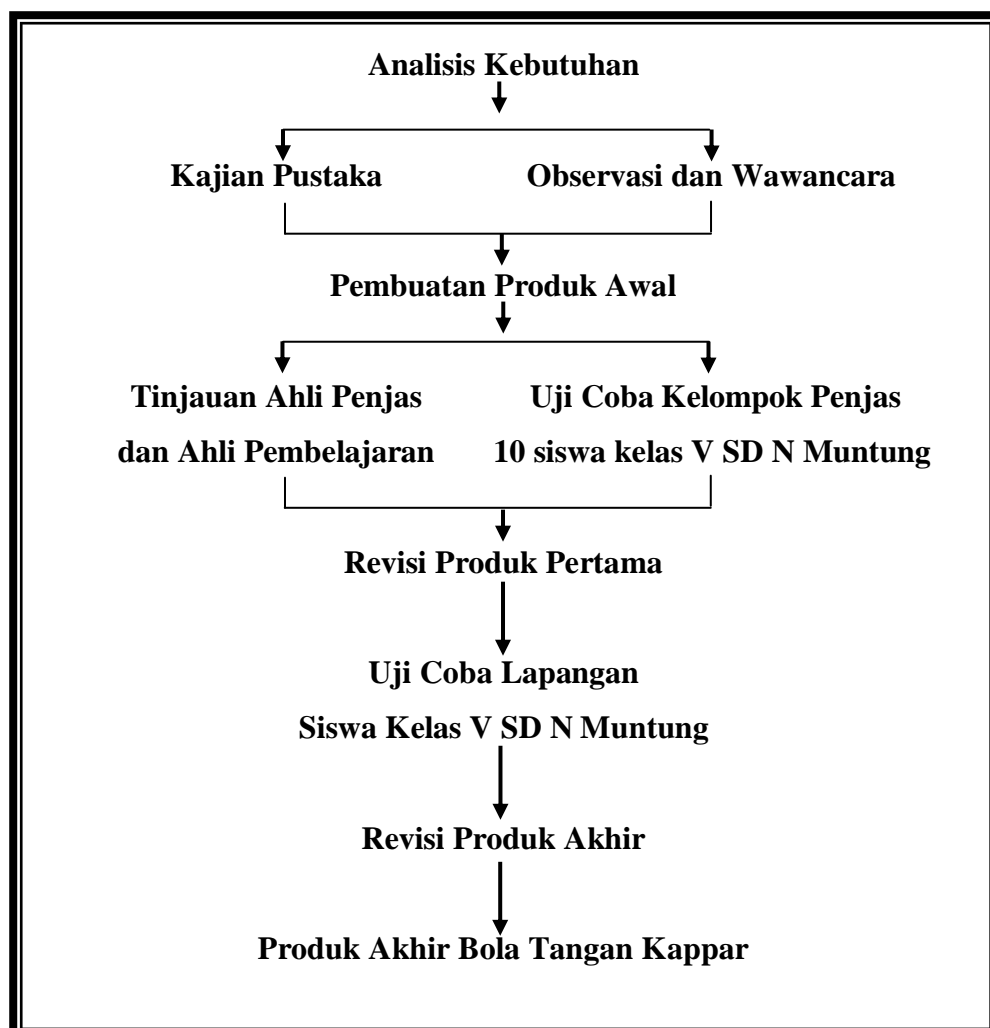 Analisis Kebutuhan
Kajian Pustaka
Observasi dan Wawancara
Pembuatan Produk Awal
Tinjauan Ahli Penjas
dan Ahli Pembelajaran
Uji Coba Kelompok Penjas
10 siswa kelas V SD N Muntung
Revisi Produk Pertama
Uji Coba Lapangan
Siswa Kelas V SD N Muntung
Revisi Produk Akhir
Produk Akhir Bola Tangan Kappar